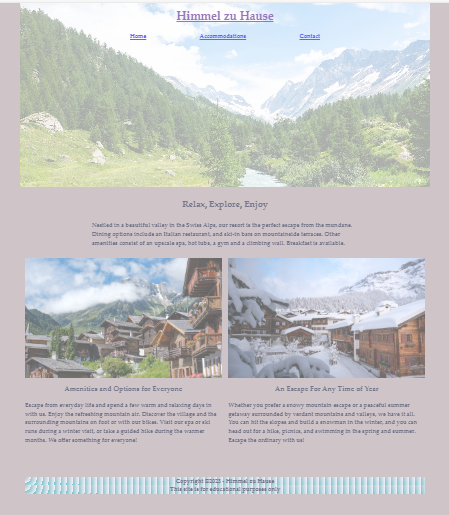 Himmel zu Hause
Home Accommodations Contact
Relax, Explore, Enjoy
Nestled in a beautiful valley in the Swiss Alps, our resort is the perfect escape from the mundane.
Dining options include an Italian restaurant, and ski-in bars on mountainside terraces. Other
amenities consist of an upscale spa, hot tubs, a gym and a climbing wall. Breakfast is available.
Amenities and Options for Everyone
Escape from everyday life and spend a few warm and relaxing days in
with us. Enjoy the refreshing mountain air. Discover the village and the
surrounding mountains on foot or with our bikes. Visit our spa or ski
runs during a winter visit, or take a guided bike during the warmer
months. We offer something for everyone!
An Escape For Any Time of Year
Whether you prefer a snowy mountain escape or a peaceful summer
getaway surrounded by verdant mountains and valleys, we have it all.
You can hit the slopes and build a snowman in the winter, and you can
head out for a hike, picnics, and swimming in the spring and summer.
Escape the ordinary with us!
Copyright ©2023 - Himmel zu Hause
This site is for educational purposes only